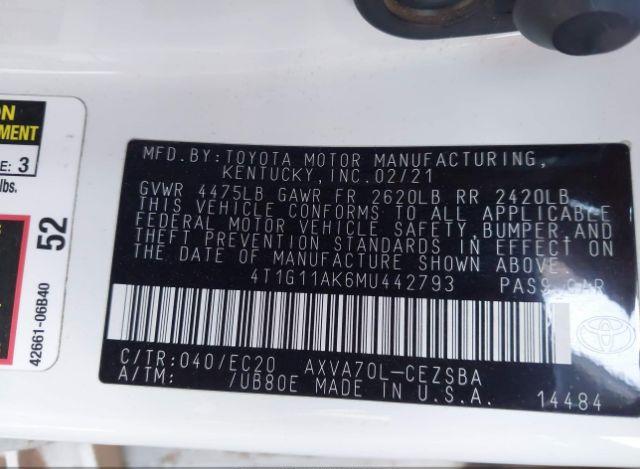 ON
MENT
E: 3
lbs.
52
42661-06B40
MFD.BY:TOYOTA MOTOR MANUFACTURING,
KENTUCKY,INC.02/21
GVWR 4475LB GAWR FR 2620LB RR 2420LB
THIS VEHICLE CONFORMS TO ALL APPLICABLE
FEDERAL MOTOR VEHICLE SAFETY,BUMPER,AND
THEFT PREVENTION STANDARDS IN EFFECT ON
THE DATE OF MANUFACTURE SHOWN ABOVE.
4T1G11AK6MU442793 PASS CAR
C/TR:040/EC20 AXVA70L-CEZSBA
A/TM: /UB80E MADE IN U.S.A. 14484